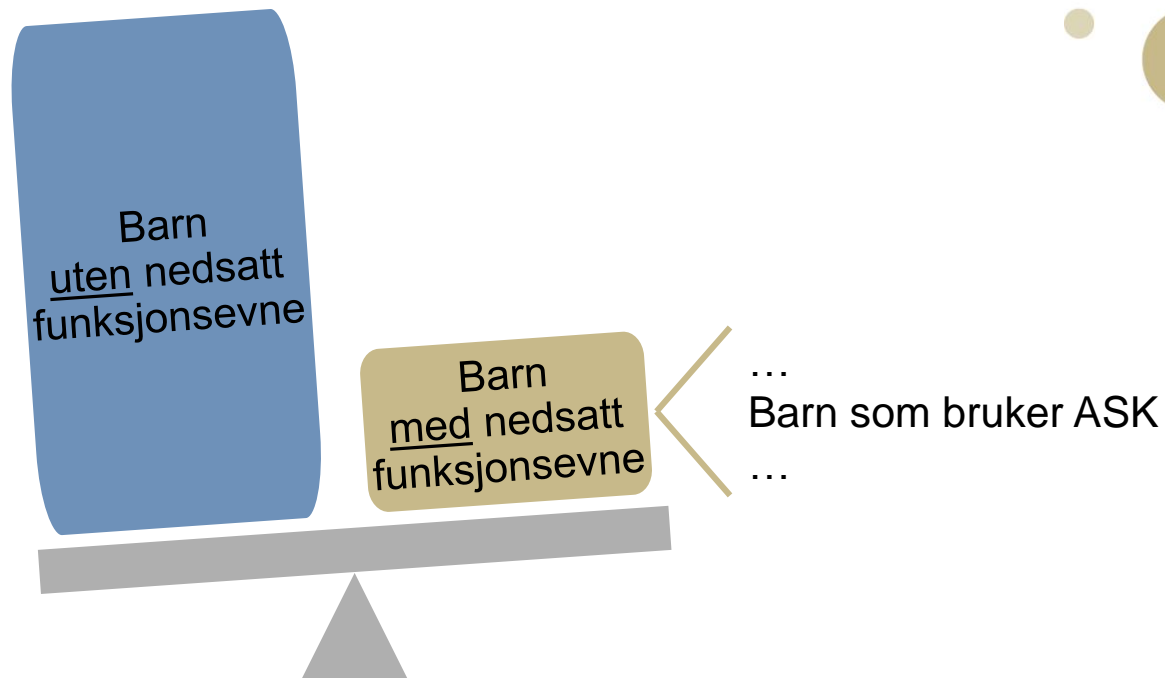 Barn
uten nedsatt
funksjonsevne
Barn
med nedsatt
funksjonsevne
…
Barn som bruker ASK
…